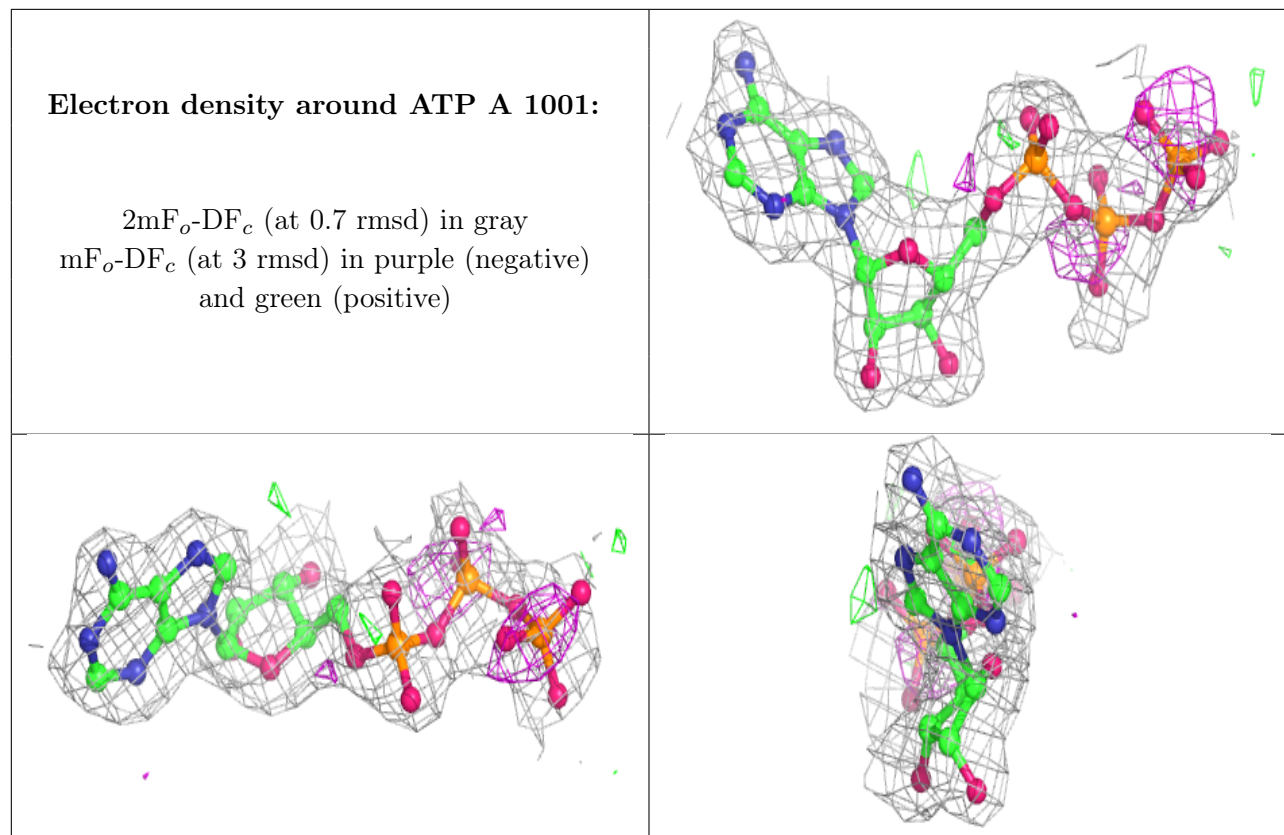 Electron density around ATP A 1001:
2mFo-DFc (at 0.7 rmsd) in gray
mFo-DFc (at 3 rmsd) in purple (negative)
and green (positive)